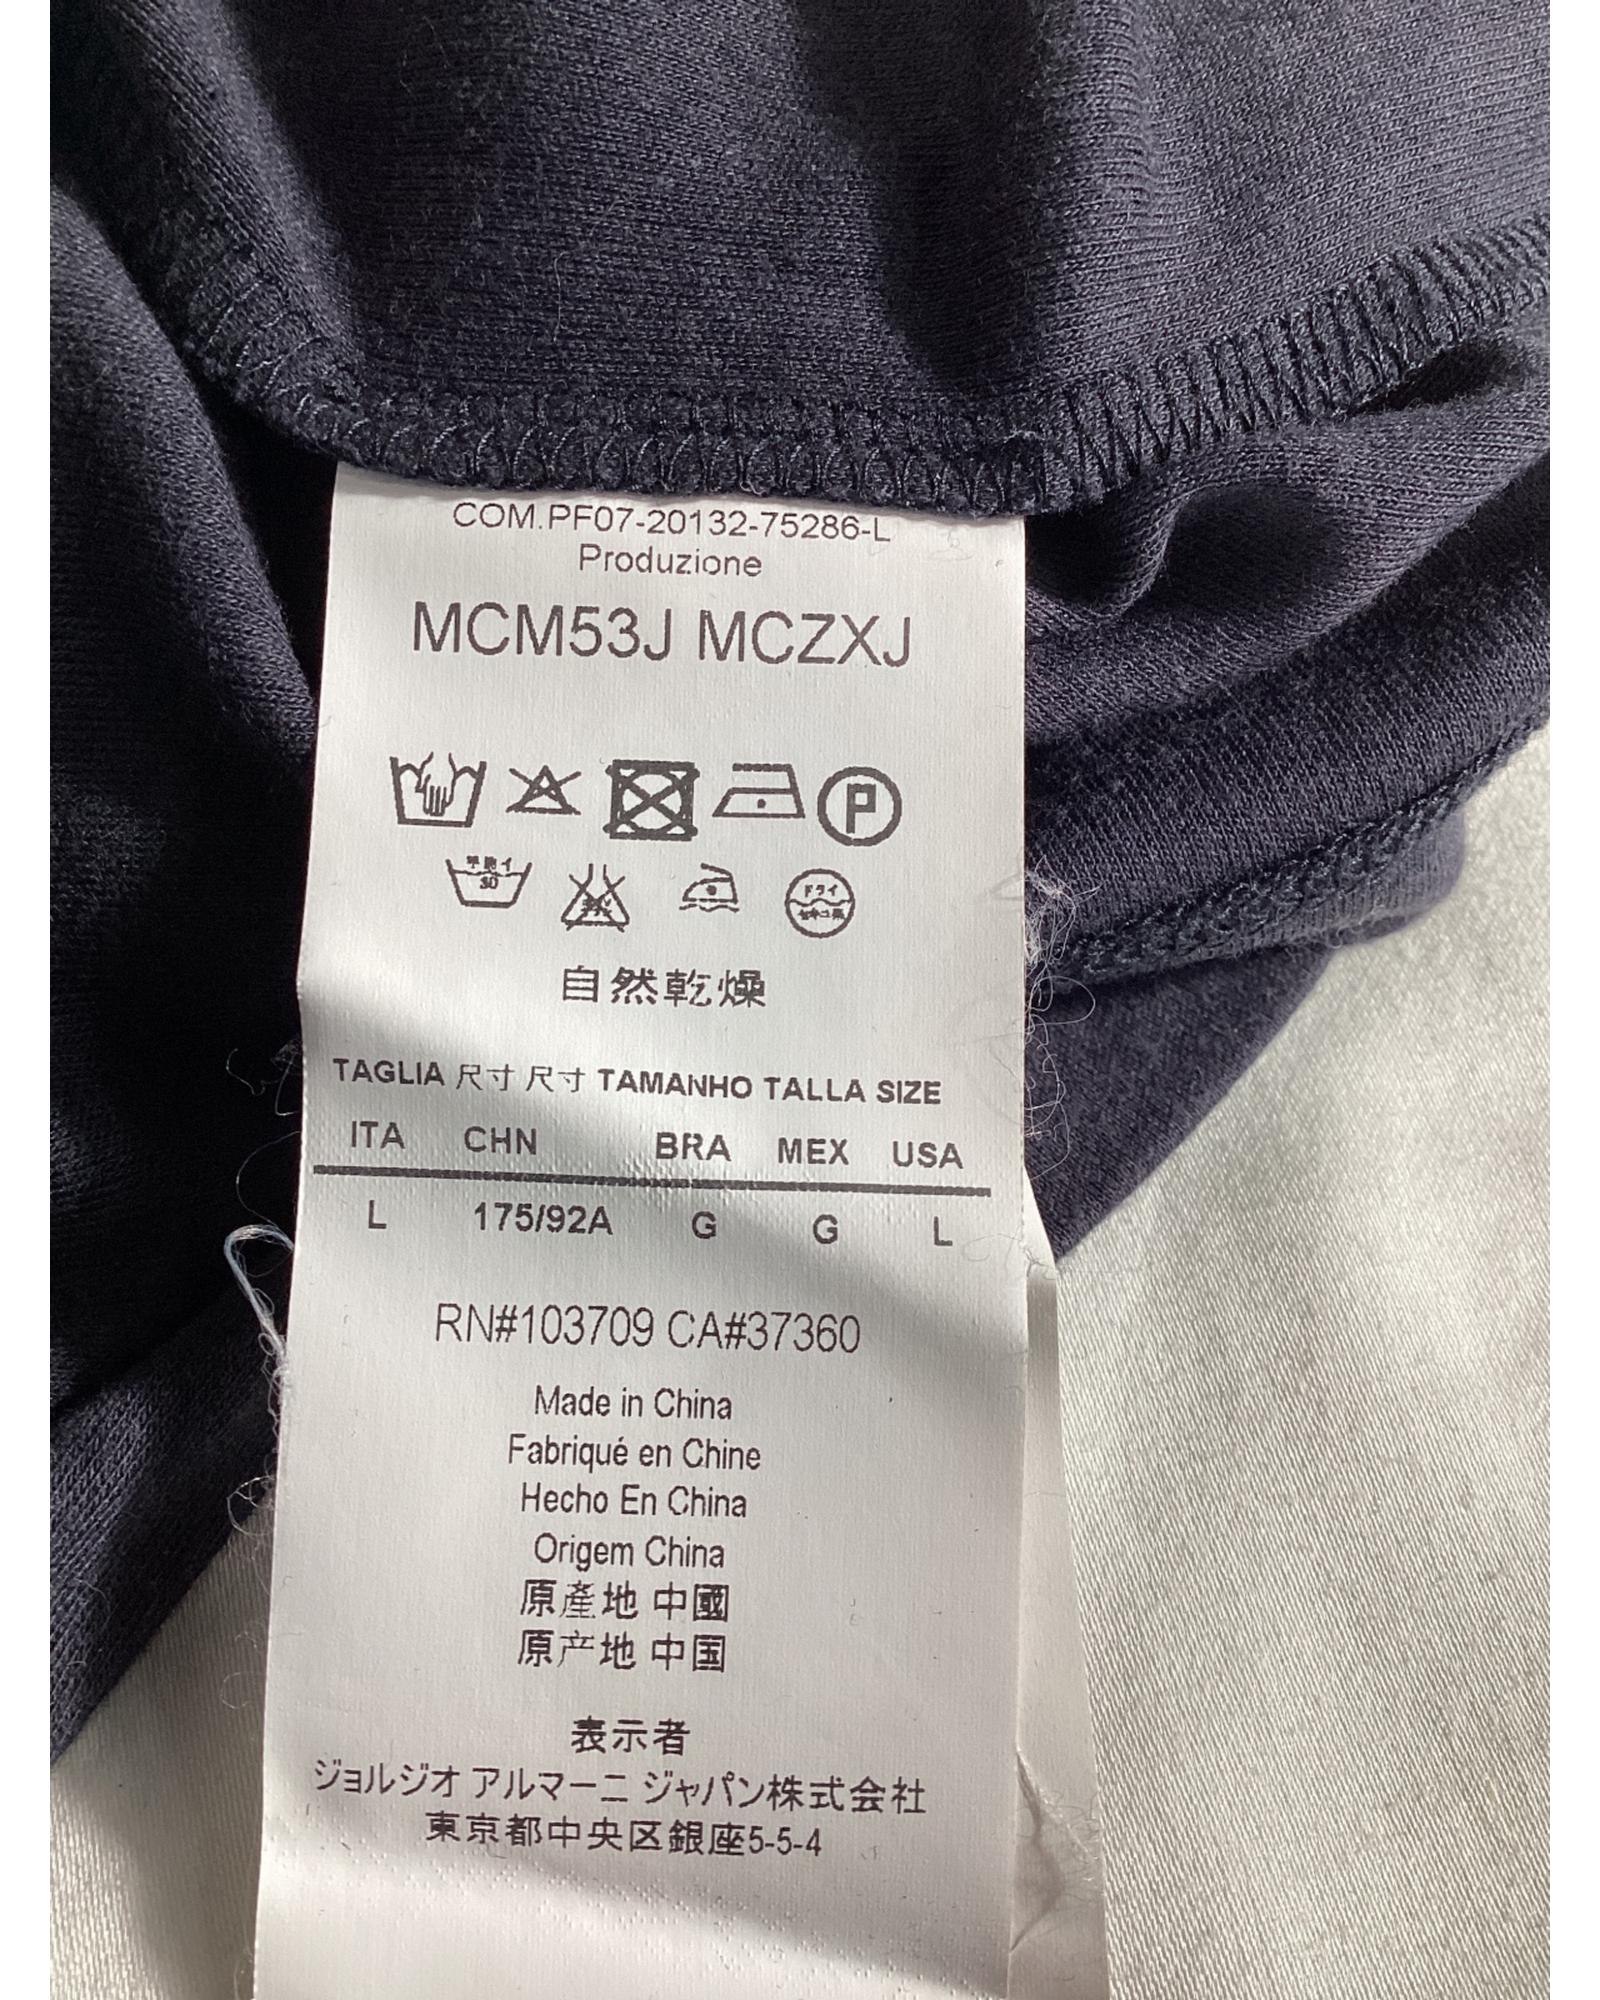 COM.PF07-20132-75286-L
Produzione
MCM53J MCZXJ
P
30 ドライ
自然乾燥
TAGLIA 尺寸 尺寸 TAMANHO TALLA SIZE
ITA CHN BRA MEX USA
L 175/92A G G L
RN#103709 CA#37360
Made in China
Fabriqué en Chine
Hecho En China
Origem China
原產地 中國
原产地 中国
表示者
ジョルジオ アルマーニ ジャパン株式会社
東京都中央区銀座5-5-4